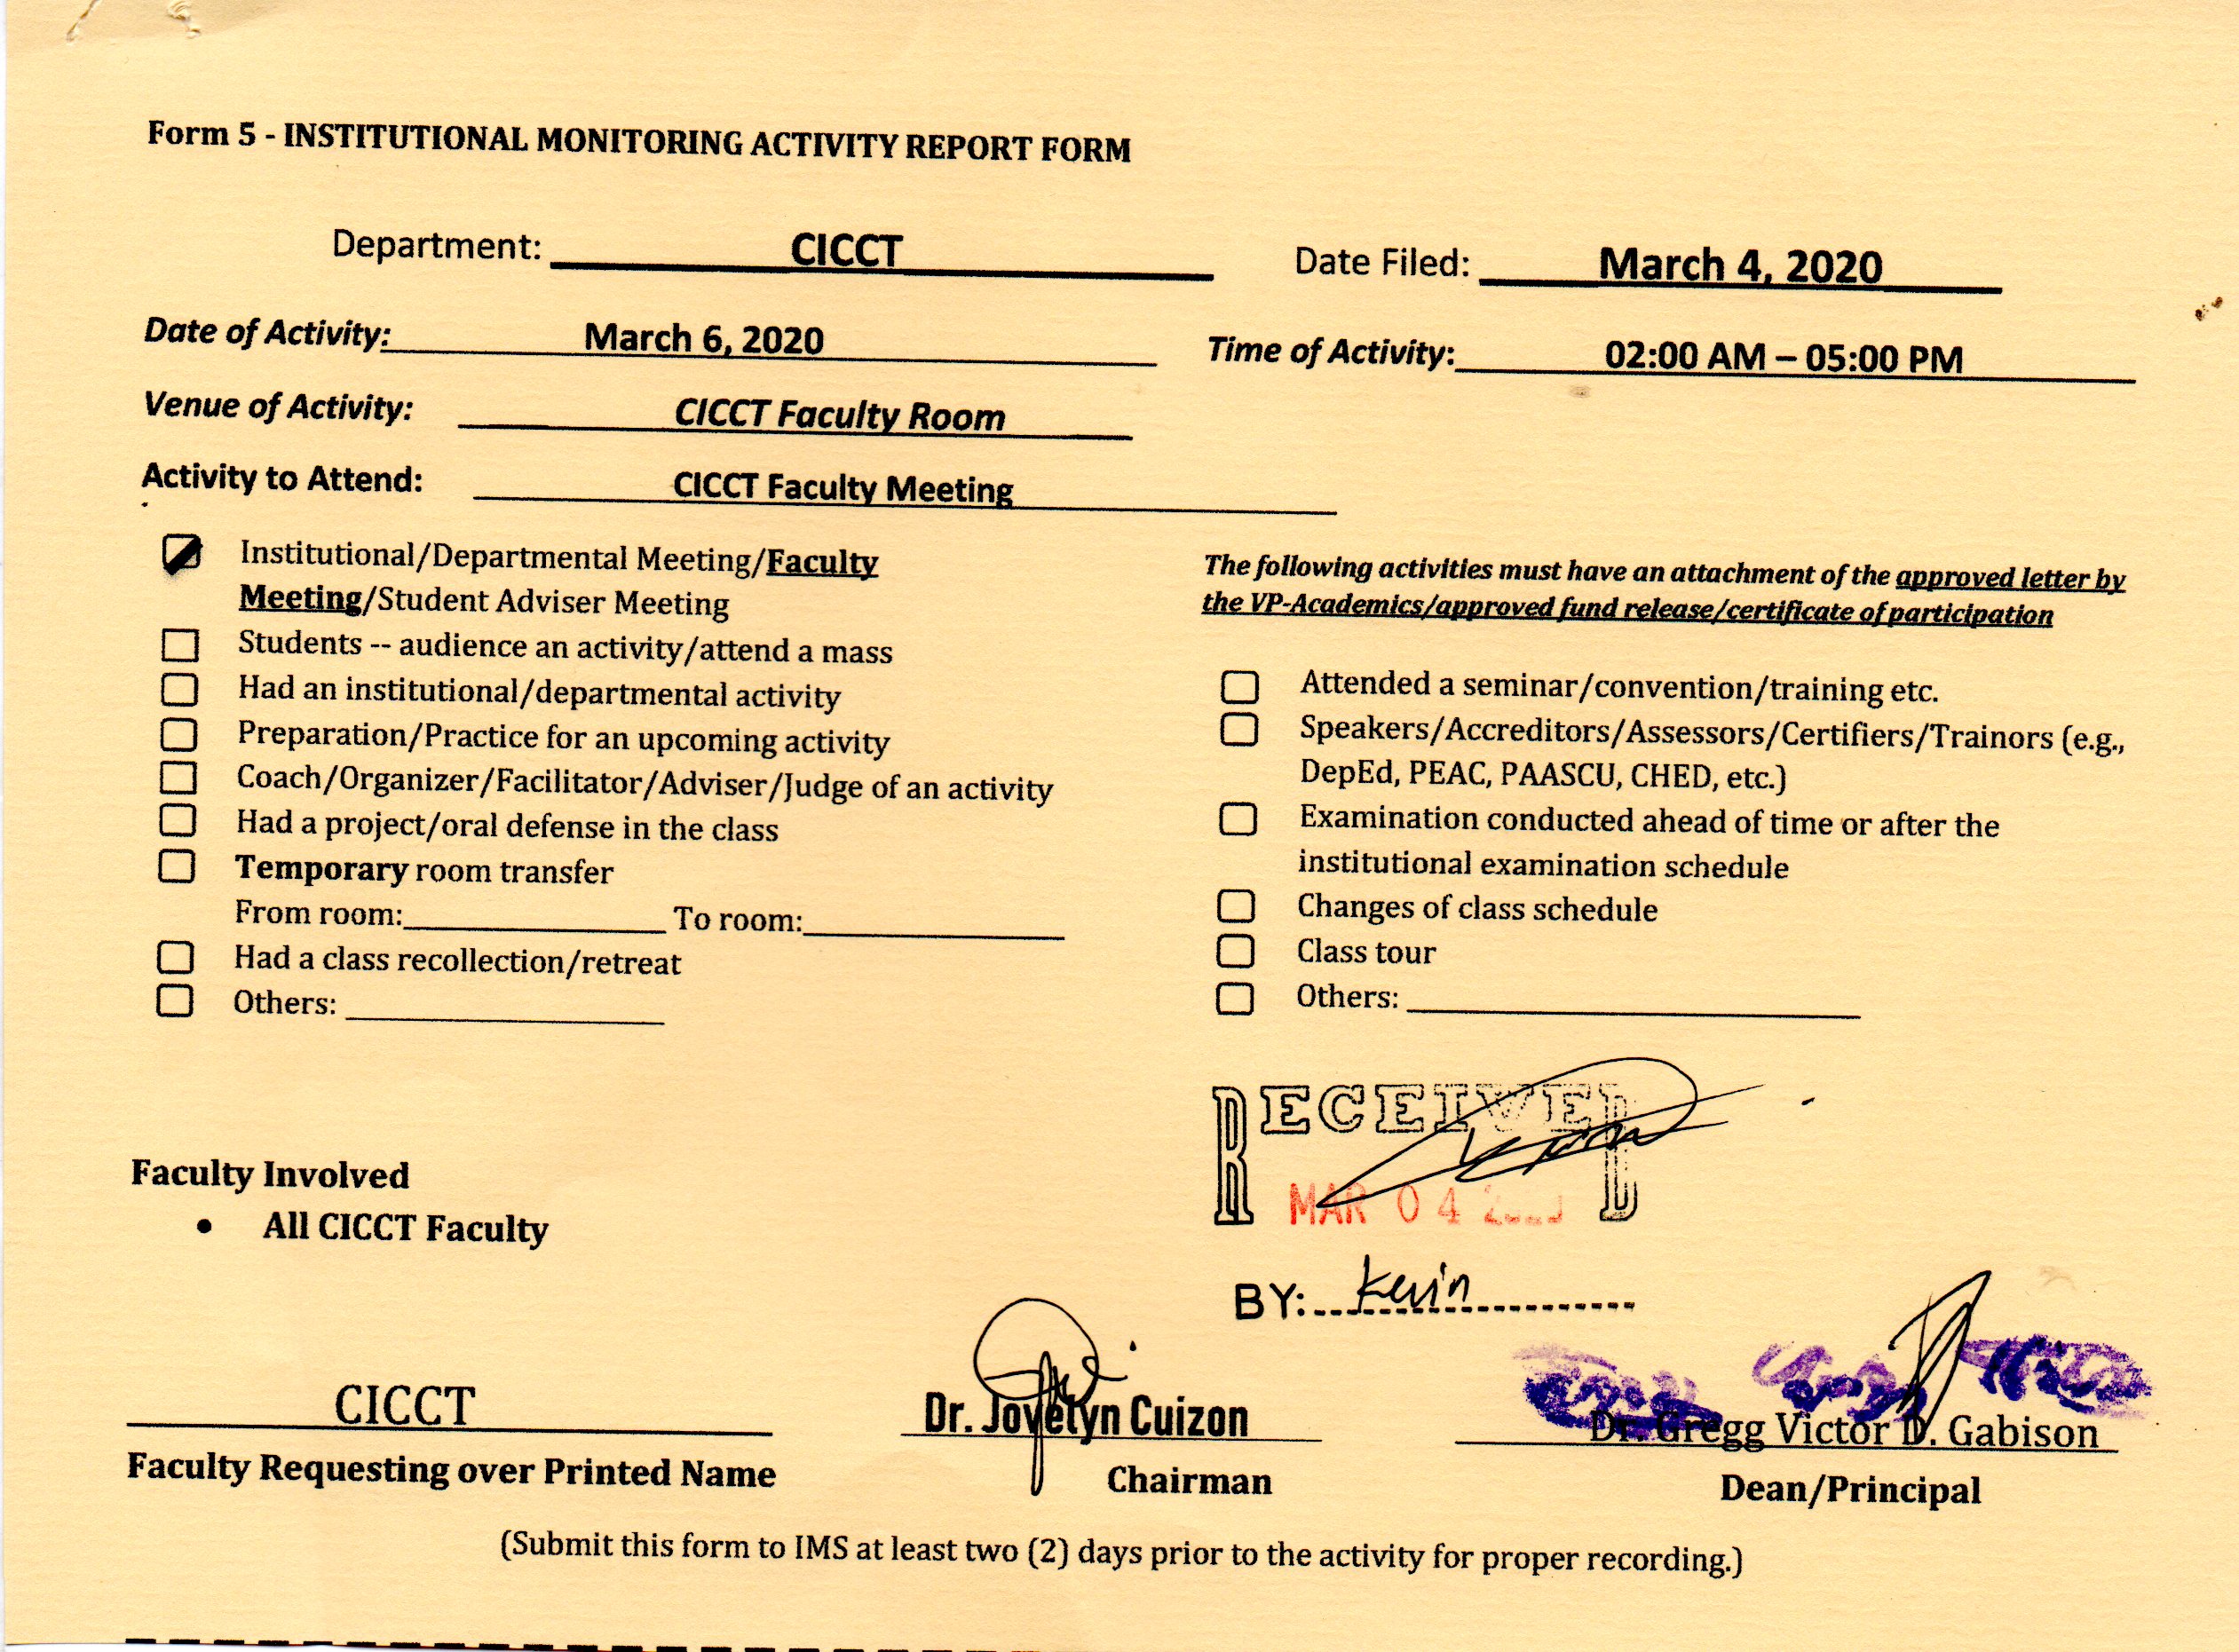 Form 5 - INSTITUTIONAL MONITORING ACTIVITY REPORT FORM
Department: CICCT Date Filed: March 4, 2020
Date of Activity: March 6, 2020 Time of Activity: 02:00 AM – 05:00 PM
Venue of Activity: CICCT Faculty Room
Activity to Attend: CICCT Faculty Meeting
Institutional/Departmental Meeting/Faculty
Meeting/Student Adviser Meeting
Students -- audience an activity/attend a mass
Had an institutional/departmental activity
Preparation/Practice for an upcoming activity
Coach/Organizer/Facilitator/Adviser/Judge of an activity
Had a project/oral defense in the class
Temporary room transfer
From room: To room:
Had a class recollection/retreat
Others:
The following activities must have an attachment of the approved letter by
the VP-Academics/approved fund release/certificate of participation
Attended a seminar/convention/training etc.
Speakers/Accreditors/Assessors/Certifiers/Trainors (e.g.,
DepEd, PEAC, PAASCU, CHED, etc.)
Examination conducted ahead of time or after the
institutional examination schedule
Changes of class schedule
Class tour
Others:
RECEIVED
MAR 04
BY: Kevin
Faculty Involved
• All CICCT Faculty
CICCT
Faculty Requesting over Printed Name
Dr. Jovelyn Cuizon
Chairman
Dr. Gregg Victor D. Gabison
Dean/Principal
(Submit this form to IMS at least two (2) days prior to the activity for proper recording.)